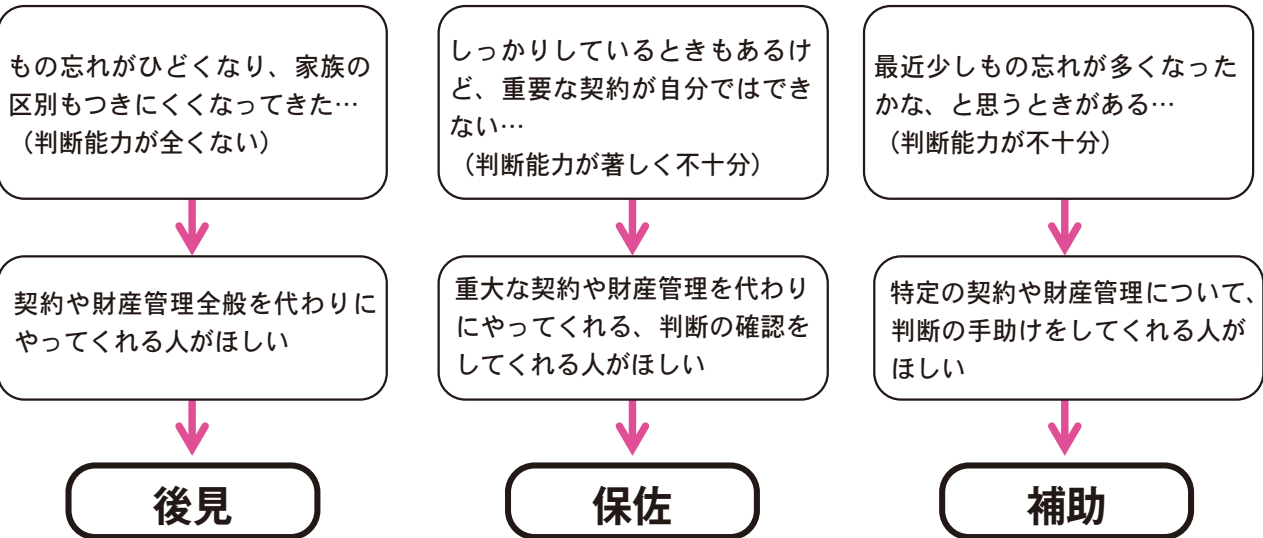 もの忘れがひどくなり、家族の
区別もつきにくくなってきた…
（判断能力が全くない）
契約や財産管理全般を代わりに
やってくれる人がほしい
後見
しっかりしているときもあるけ
ど、重要な契約が自分ではでき
ない…
（判断能力が著しく不十分）
重大な契約や財産管理を代わり
にやってくれる、判断の確認を
してくれる人がほしい
保佐
最近少しもの忘れが多くなった
かな、と思うときがある…
（判断能力が不十分）
特定の契約や財産管理について、
判断の手助けをしてくれる人が
ほしい
補助